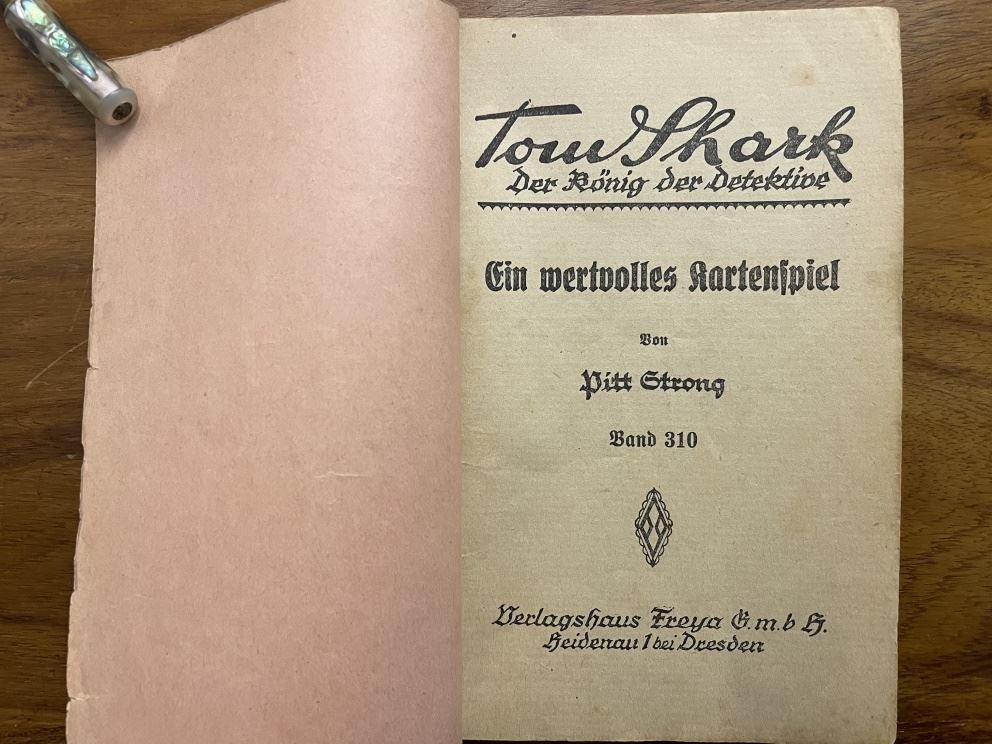 Tom Shark
Der König der Detektive
Ein wertvolles Kartenspiel
Von
Pitt Strong
Band 310
Verlagshaus Freya G.m.b H.
Heidenau 1 bei Dresden